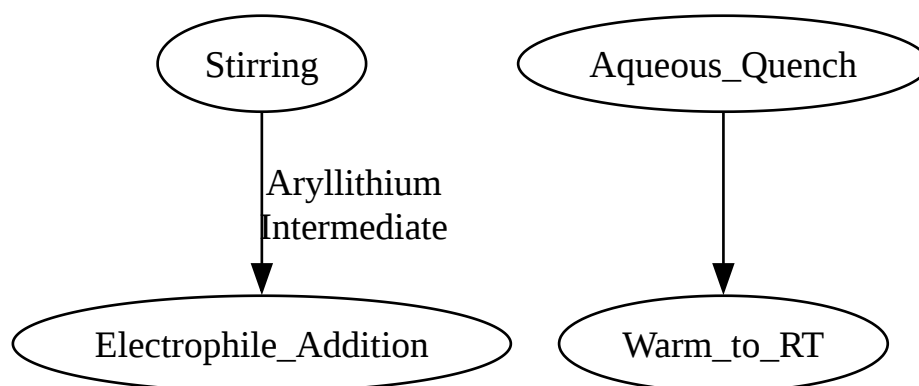 Stirring
Aqueous_Quench
Aryllithium
Intermediate
Electrophile_Addition
Warm_to_RT